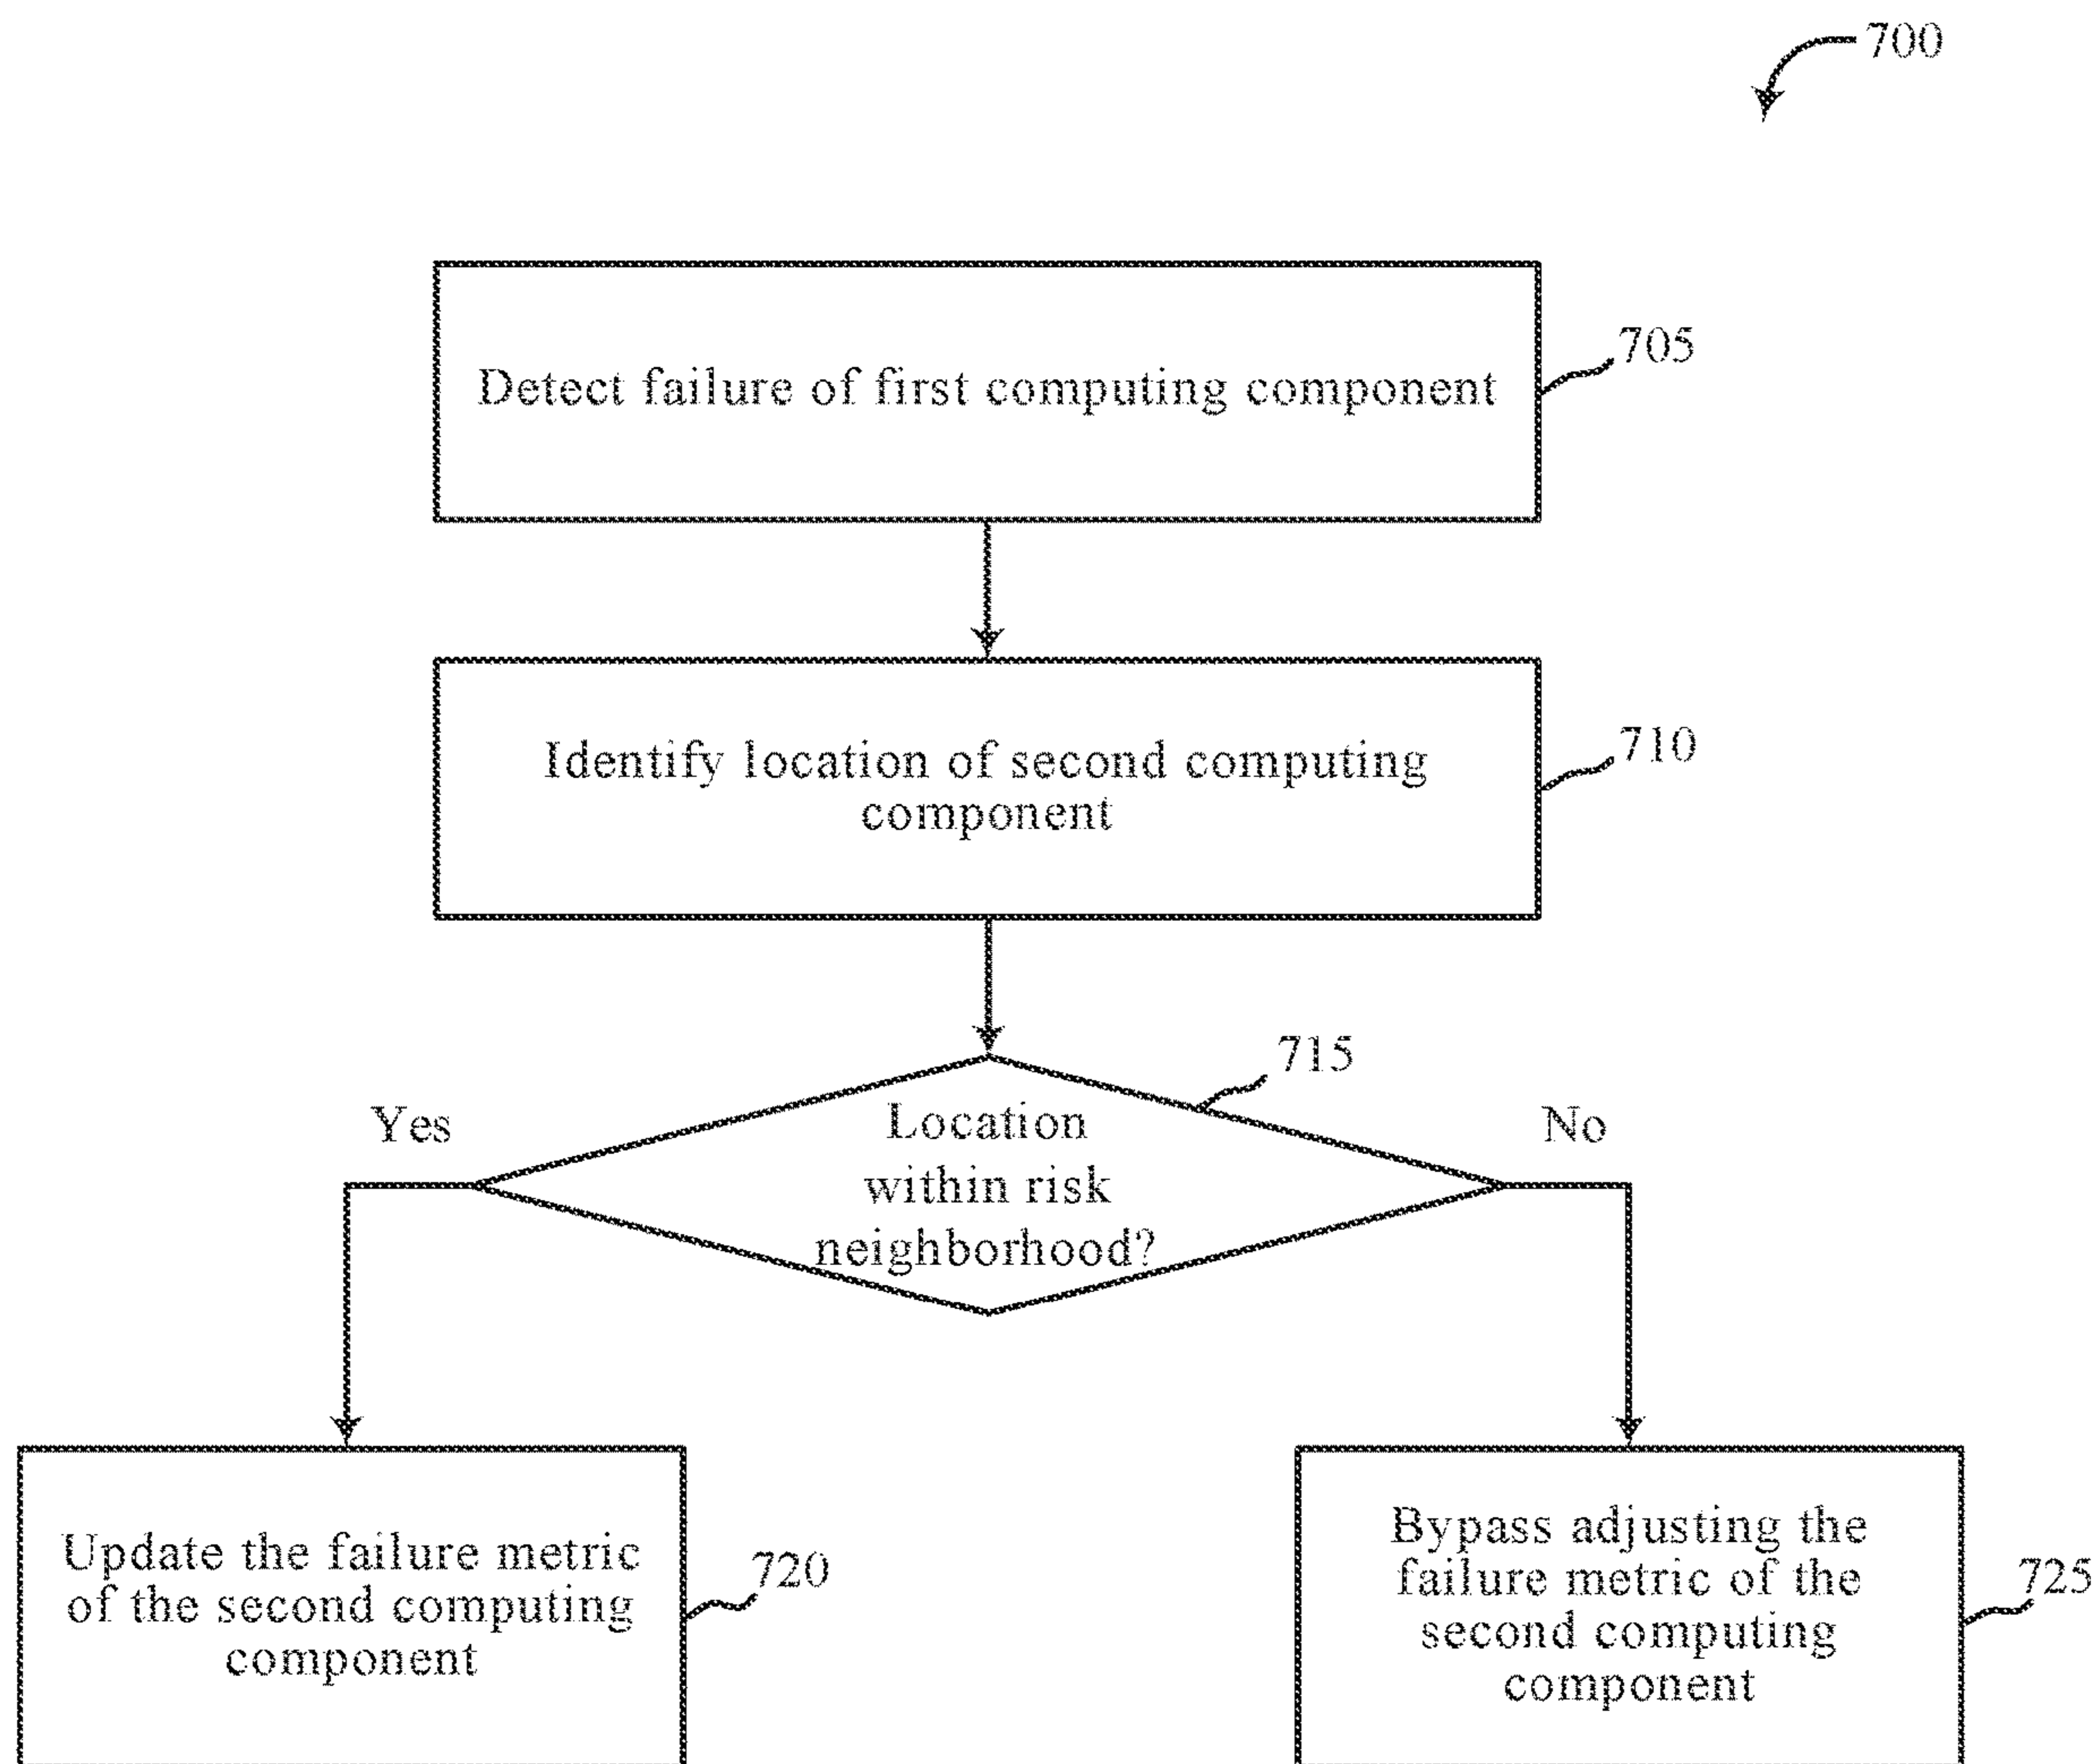 700
Detect failure of first computing component
705
Identify location of second computing
component
710
715
Yes
Location
within risk
neighborhood?
No
Update the failure metric
of the second computing
component
720
Bypass adjusting the
failure metric of the
second computing
component
725